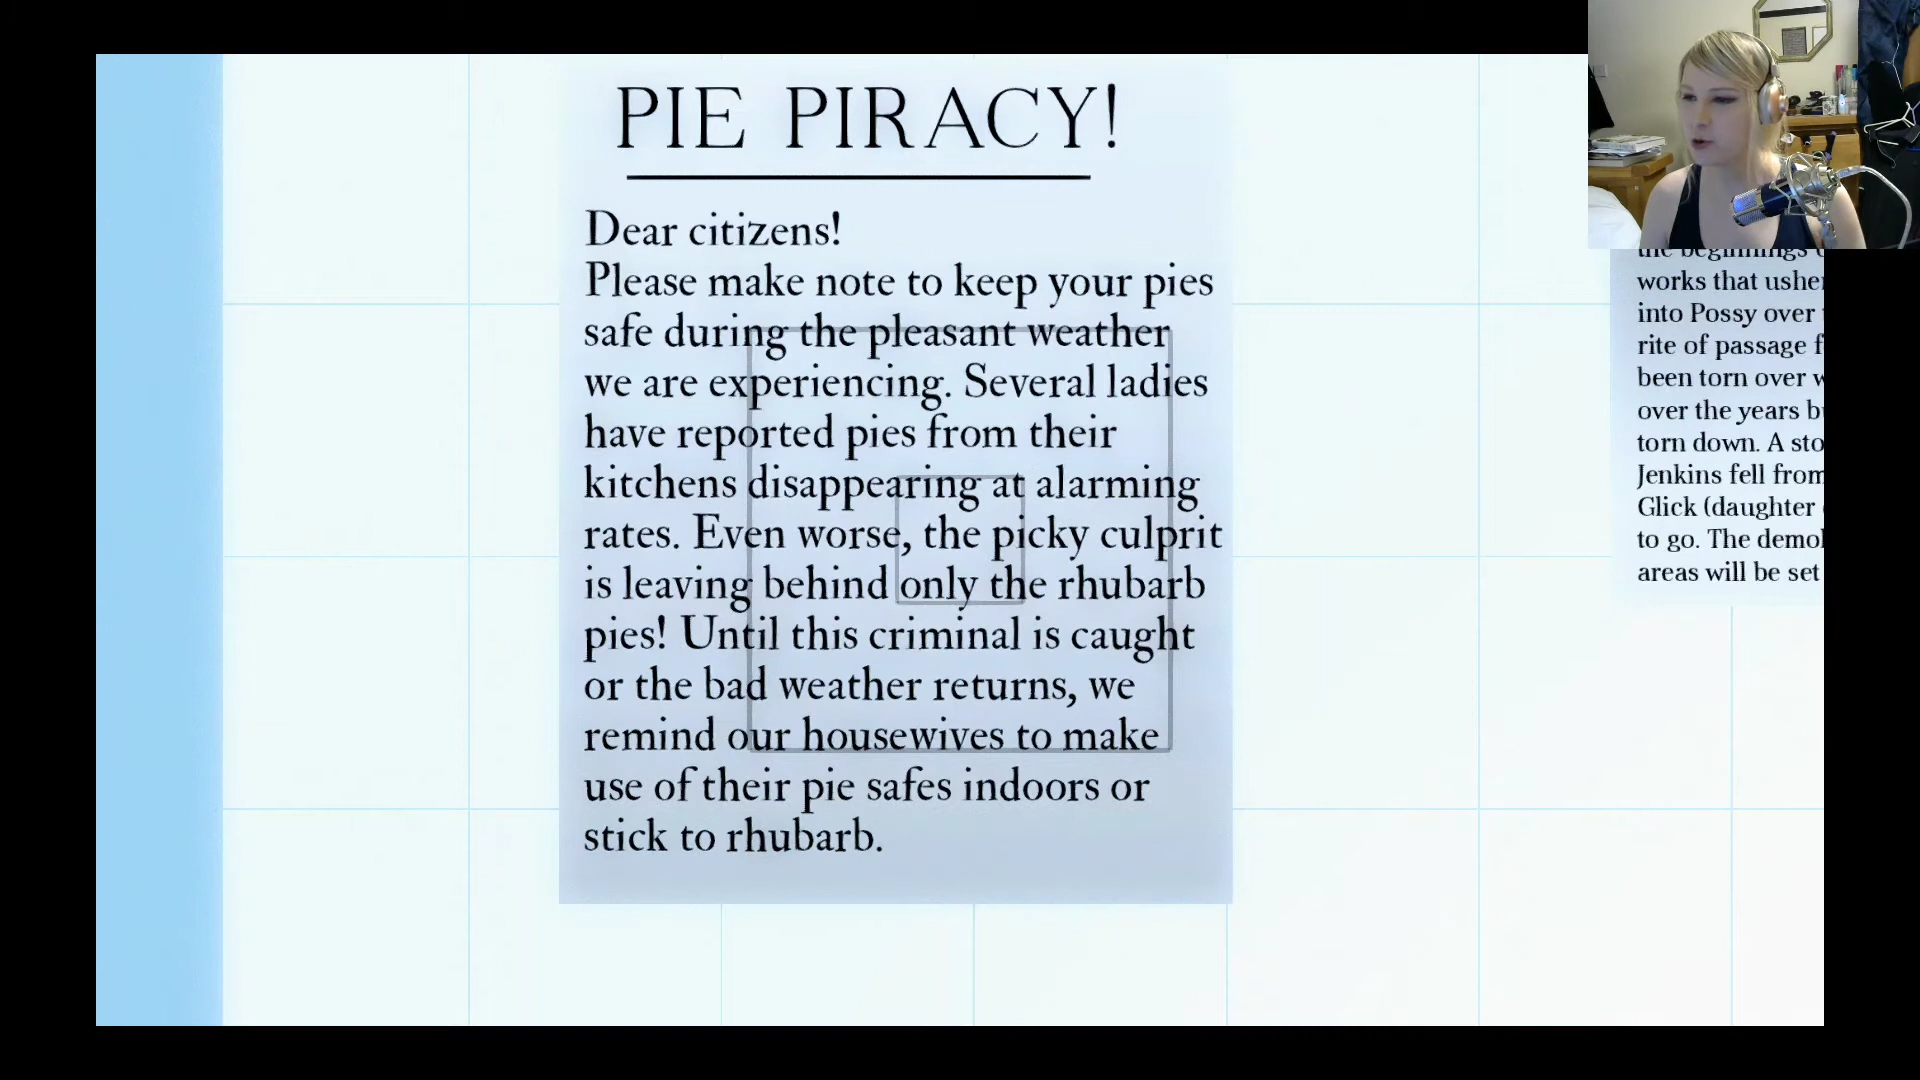 PIE PIRACY!
Dear citizens!
Please make note to keep your pies
safe during the pleasant weather
we are experiencing. Several ladies
have reported pies from their
kitchens disappearing at alarming
rates. Even worse, the picky culprit
is leaving behind only the rhubarb
pies! Until this criminal is caught
or the bad weather returns, we
remind our housewives to make
use of their pie safes indoors or
stick to rhubarb.
the beginnings
works that usher
into Possy over
rite of passage
been torn over
over the years
torn down. A
Jenkins fell from
Glick (daughter
to go. The
areas will be set